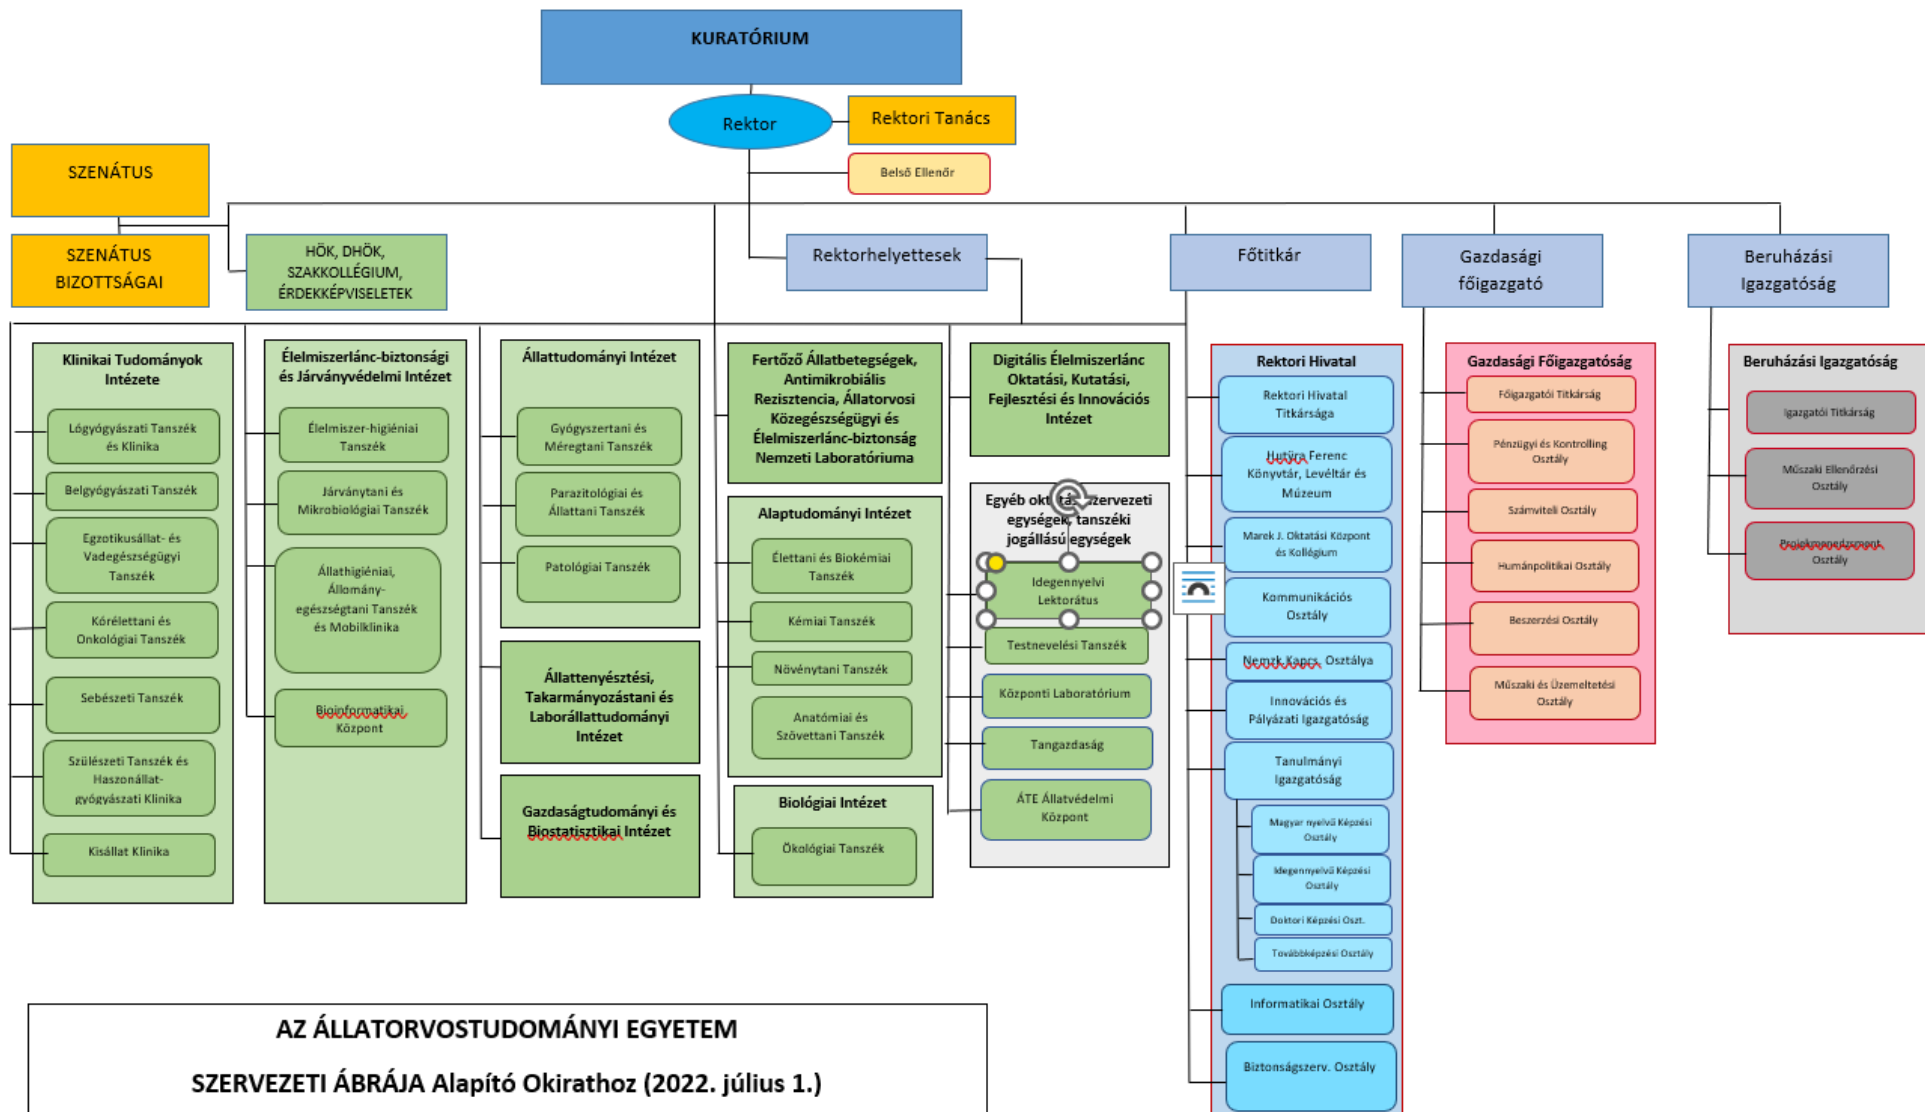 KURATÓRIUM
Rektor
Rektori Tanács
Belső Ellenőr
SZENÁTUS
SZENÁTUS
BIZOTTSÁGAI
HÖK, DHÖK,
SZAKKOLLÉGIUM,
ÉRDEKKÉPVISELETEK
Rektorhelyettesek
Főtitkár
Gazdasági
főigazgató
Beruházási
Igazgatóság
Klinikai Tudományok
Intézete
Lógyógyászati Tanszék
és Klinika
Belgyógyászati Tanszék
Egzotikusállat- és
Vadegészségügyi
Tanszék
Kórélettani és
Onkológiai Tanszék
Sebészeti Tanszék
Szülészeti Tanszék és
Haszonállat-
gyógyászati Klinika
Kisállat Klinika
Élelmiszerlánc-biztonsági
és Járványvédelmi Intézet
Élelmiszer-higiéniai
Tanszék
Járványtani és
Mikrobiológiai Tanszék
Állathigiéniai,
Állomány-
egészségtani Tanszék
és Mobilklinika
Bioinformatikai
Központ
Állattudományi Intézet
Gyógyszertani és
Méregtani Tanszék
Parazitológiai és
Állattani Tanszék
Patológiai Tanszék
Állattenyésztési,
Takarmányozástani és
Laborállattudományi
Intézet
Gazdaságtudományi és
Biostatisztikai Intézet
Fertőző Állatbetegségek,
Antimikrobiális
Rezisztencia, Állatorvosi
Közegészségügyi és
Élelmiszerlánc-biztonság
Nemzeti Laboratóriuma
Alaptudományi Intézet
Élettani és Biokémiai
Tanszék
Kémiai Tanszék
Növénytani Tanszék
Anatómiai és
Szövettani Tanszék
Biológiai Intézet
Ökológiai Tanszék
Digitális Élelmiszerlánc
Oktatási, Kutatási,
Fejlesztési és Innovációs
Intézet
Egyéb oktatási szervezeti
egységek, tanszéki
jogállású egységek
Idegennyelvi
Lektorátus
Testnevelési Tanszék
Központi Laboratórium
Tangazdaság
ÁTE Állatvédelmi
Központ
Rektori Hivatal
Rektori Hivatal
Titkársága
Hutÿra Ferenc
Könyvtár, Levéltár és
Múzeum
Marek J. Oktatási Központ
és Kollégium
Kommunikációs
Osztály
Nemzk.Kapcs. Osztálya
Innovációs és
Pályázati Igazgatóság
Tanulmányi
Igazgatóság
Magyar nyelvű Képzési
Osztály
Idegennyelvű Képzési
Osztály
Doktori Képzési Oszt.
Továbbképzési Osztály
Informatikai Osztály
Biztonságszerv. Osztály
Gazdasági Főigazgatóság
Főigazgatói Titkárság
Pénzügyi és Kontrolling
Osztály
Számviteli Osztály
Humánpolitikai Osztály
Beszerzési Osztály
Műszaki és Üzemeltetési
Osztály
Beruházási Igazgatóság
Igazgatói Titkárság
Műszaki Ellenőrzési
Osztály
Projekmenedzsment
Osztály
AZ ÁLLATORVOSTUDOMÁNYI EGYETEM
SZERVEZETI ÁBRÁJA Alapító Okirathoz (2022. július 1.)